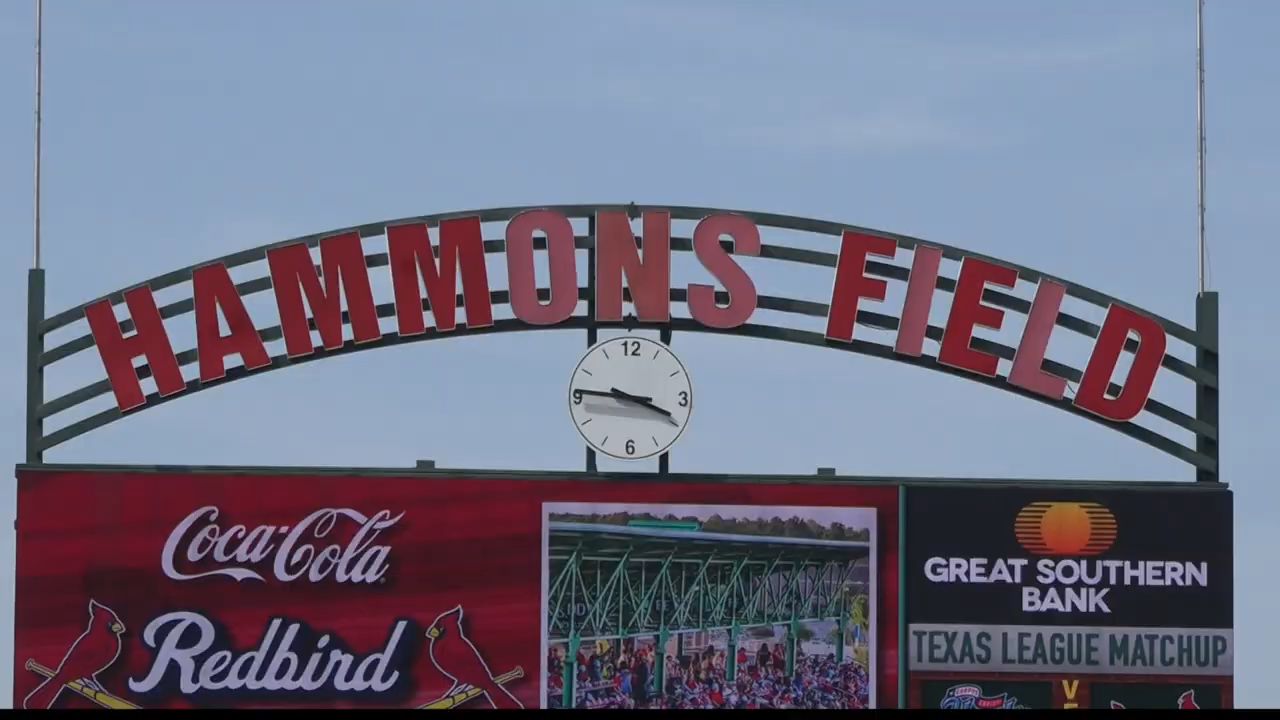 HAMMONS FIELD
12
9 3
6
Coca-Cola
Redbird
GREAT SOUTHERN
BANK
TEXAS LEAGUE MATCHUP